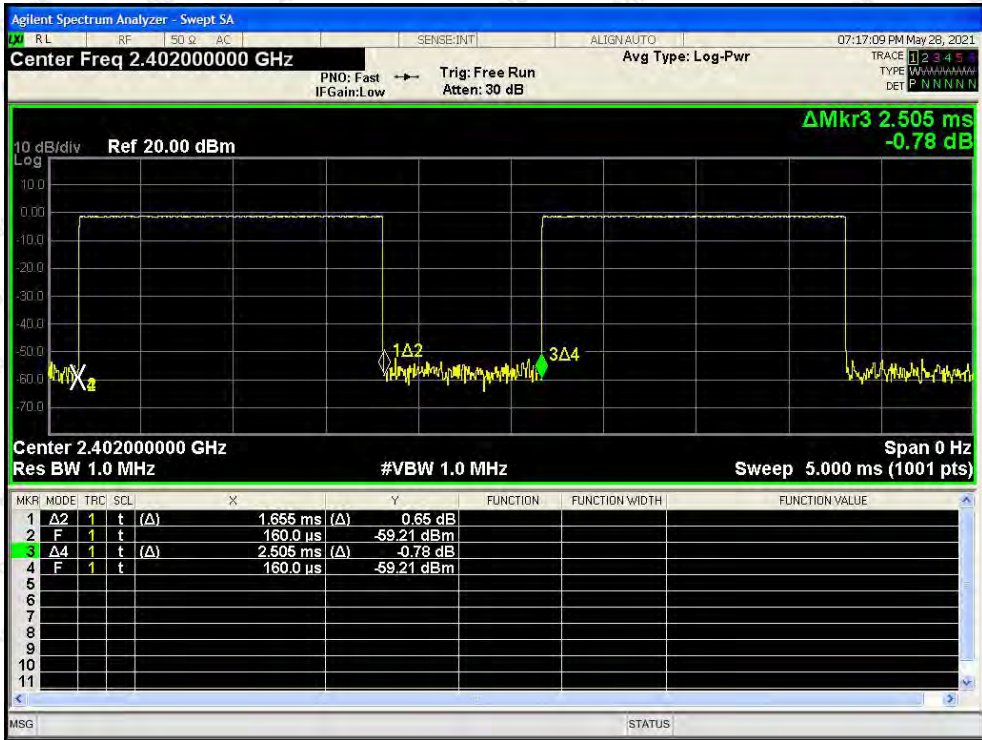 Agilent Spectrum Analyzer - Swept SA
LXI RL RF 50 Ω AC SENSE:INT ALIGN AUTO 07:17:09 PM May 28, 2021
Center Freq 2.402000000 GHz
Avg Type: Log-Pwr
TRACE 1 2 3 4 5 6
PNO: Fast Trig: Free Run
TYPE WWWWWW
IFGain:Low Atten: 30 dB
DET P N N N N N
ΔMkr3 2.505 ms
-0.78 dB
10 dB/div Ref 20.00 dBm
Log
10.0
0.00
-10.0
-20.0
-30.0
-40.0
-50.0
1Δ2
3Δ4
-60.0
-70.0
Center 2.402000000 GHz Span 0 Hz
Res BW 1.0 MHz #VBW 1.0 MHz Sweep 5.000 ms (1001 pts)
MKR MODE TRC SCL X Y FUNCTION FUNCTION WIDTH FUNCTION VALUE
1 Δ2 1 t (Δ) 1.655 ms (Δ) 0.65 dB
2 F 1 t 160.0 µs -59.21 dBm
3 Δ4 1 t (Δ) 2.505 ms (Δ) -0.78 dB
4 F 1 t 160.0 µs -59.21 dBm
5
6
7
8
9
10
11
MSG STATUS